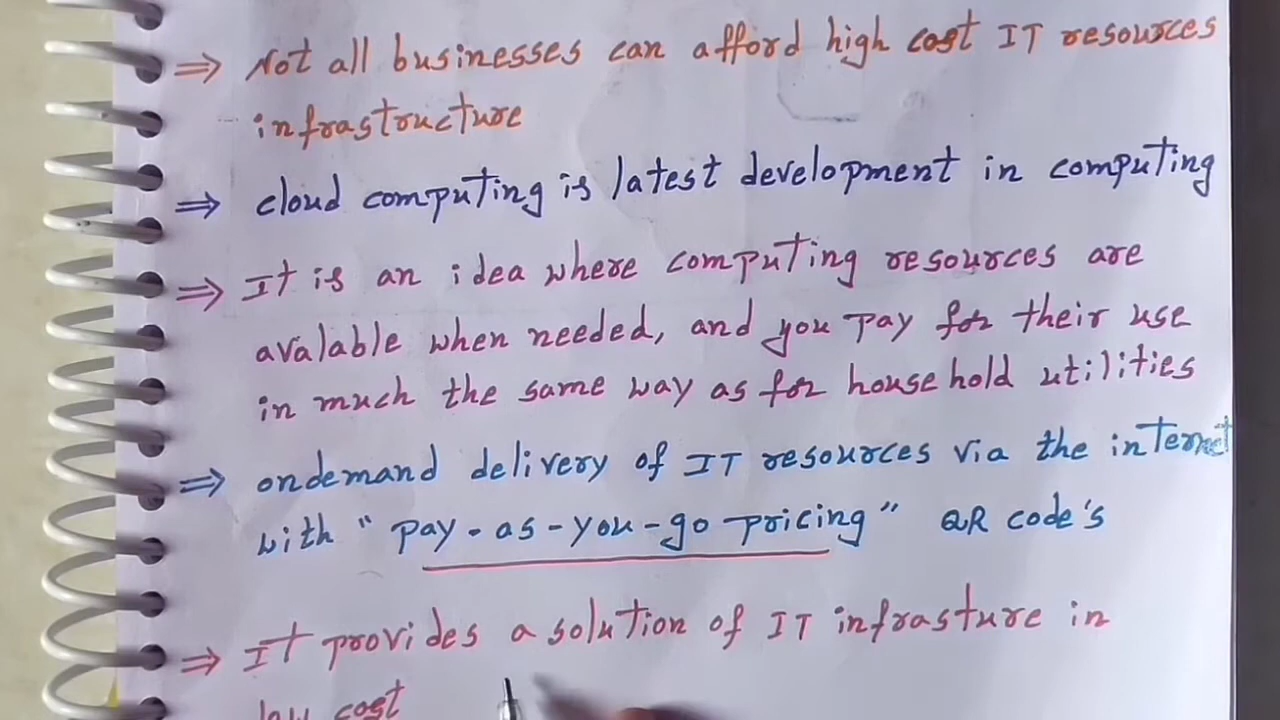 ⇒ Not all businesses can afford high cost IT resources
infrastructure
⇒ cloud computing is latest development in computing
⇒ It is an idea where computing resources are
avalable when needed, and you pay for their use
in much the same way as for household utilities
⇒ ondemand delivery of IT resources via the internet
with "pay-as-you-go pricing" QR code's
⇒ It provides a solution of IT infrasture in
low cost